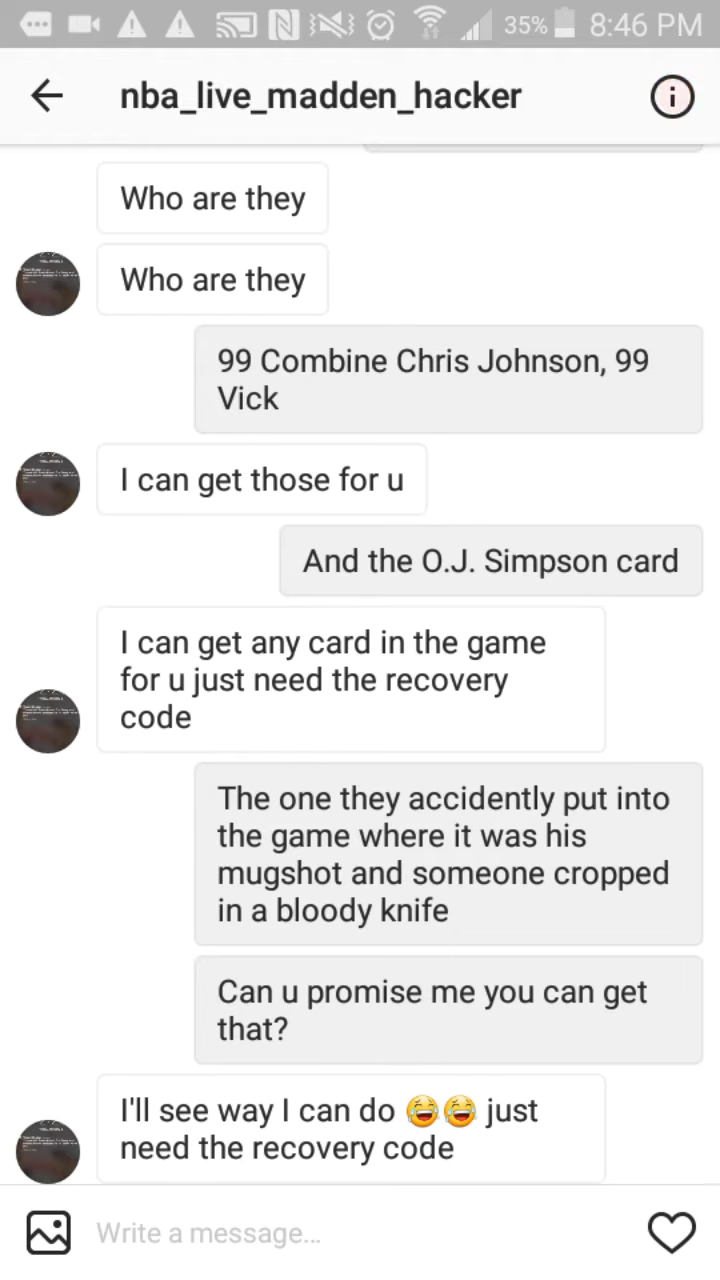 35% 8:46 PM
nba_live_madden_hacker
Who are they
Who are they
99 Combine Chris Johnson, 99
Vick
I can get those for u
And the O.J. Simpson card
I can get any card in the game
for u just need the recovery
code
The one they accidently put into
the game where it was his
mugshot and someone cropped
in a bloody knife
Can u promise me you can get
that?
I'll see way I can do 😂😂 just
need the recovery code
Write a message...